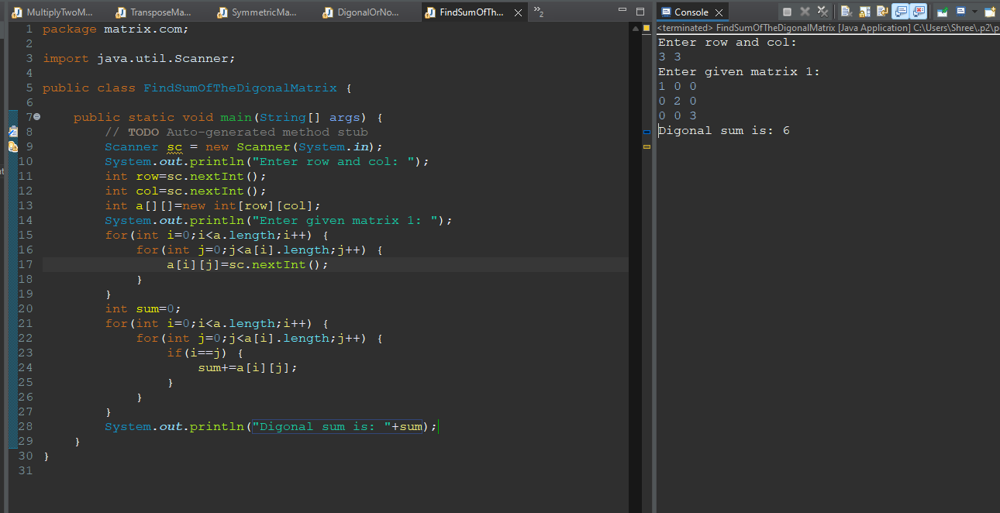 MultiplyTwoM... TransposeMa... SymmetricMa... DigonalOrNo... FindSumOfTh... »2
1 package matrix.com;
2
3 import java.util.Scanner;
4
5 public class FindSumOfTheDigonalMatrix {
6
7 public static void main(String[] args) {
8 // TODO Auto-generated method stub
9 Scanner sc = new Scanner(System.in);
10 System.out.println("Enter row and col: ");
11 int row=sc.nextInt();
12 int col=sc.nextInt();
13 int a[][]=new int[row][col];
14 System.out.println("Enter given matrix 1: ");
15 for(int i=0;i<a.length;i++) {
16 for(int j=0;j<a[i].length;j++) {
17 a[i][j]=sc.nextInt();
18 }
19 }
20 int sum=0;
21 for(int i=0;i<a.length;i++) {
22 for(int j=0;j<a[i].length;j++) {
23 if(i==j) {
24 sum+=a[i][j];
25 }
26 }
27 }
28 System.out.println("Digonal sum is: "+sum);
29 }
30 }
31
Console
<terminated> FindSumOfTheDigonalMatrix [Java Application] C:\Users\Shree\.p2\p
Enter row and col:
3 3
Enter given matrix 1:
1 0 0
0 2 0
0 0 3
Digonal sum is: 6